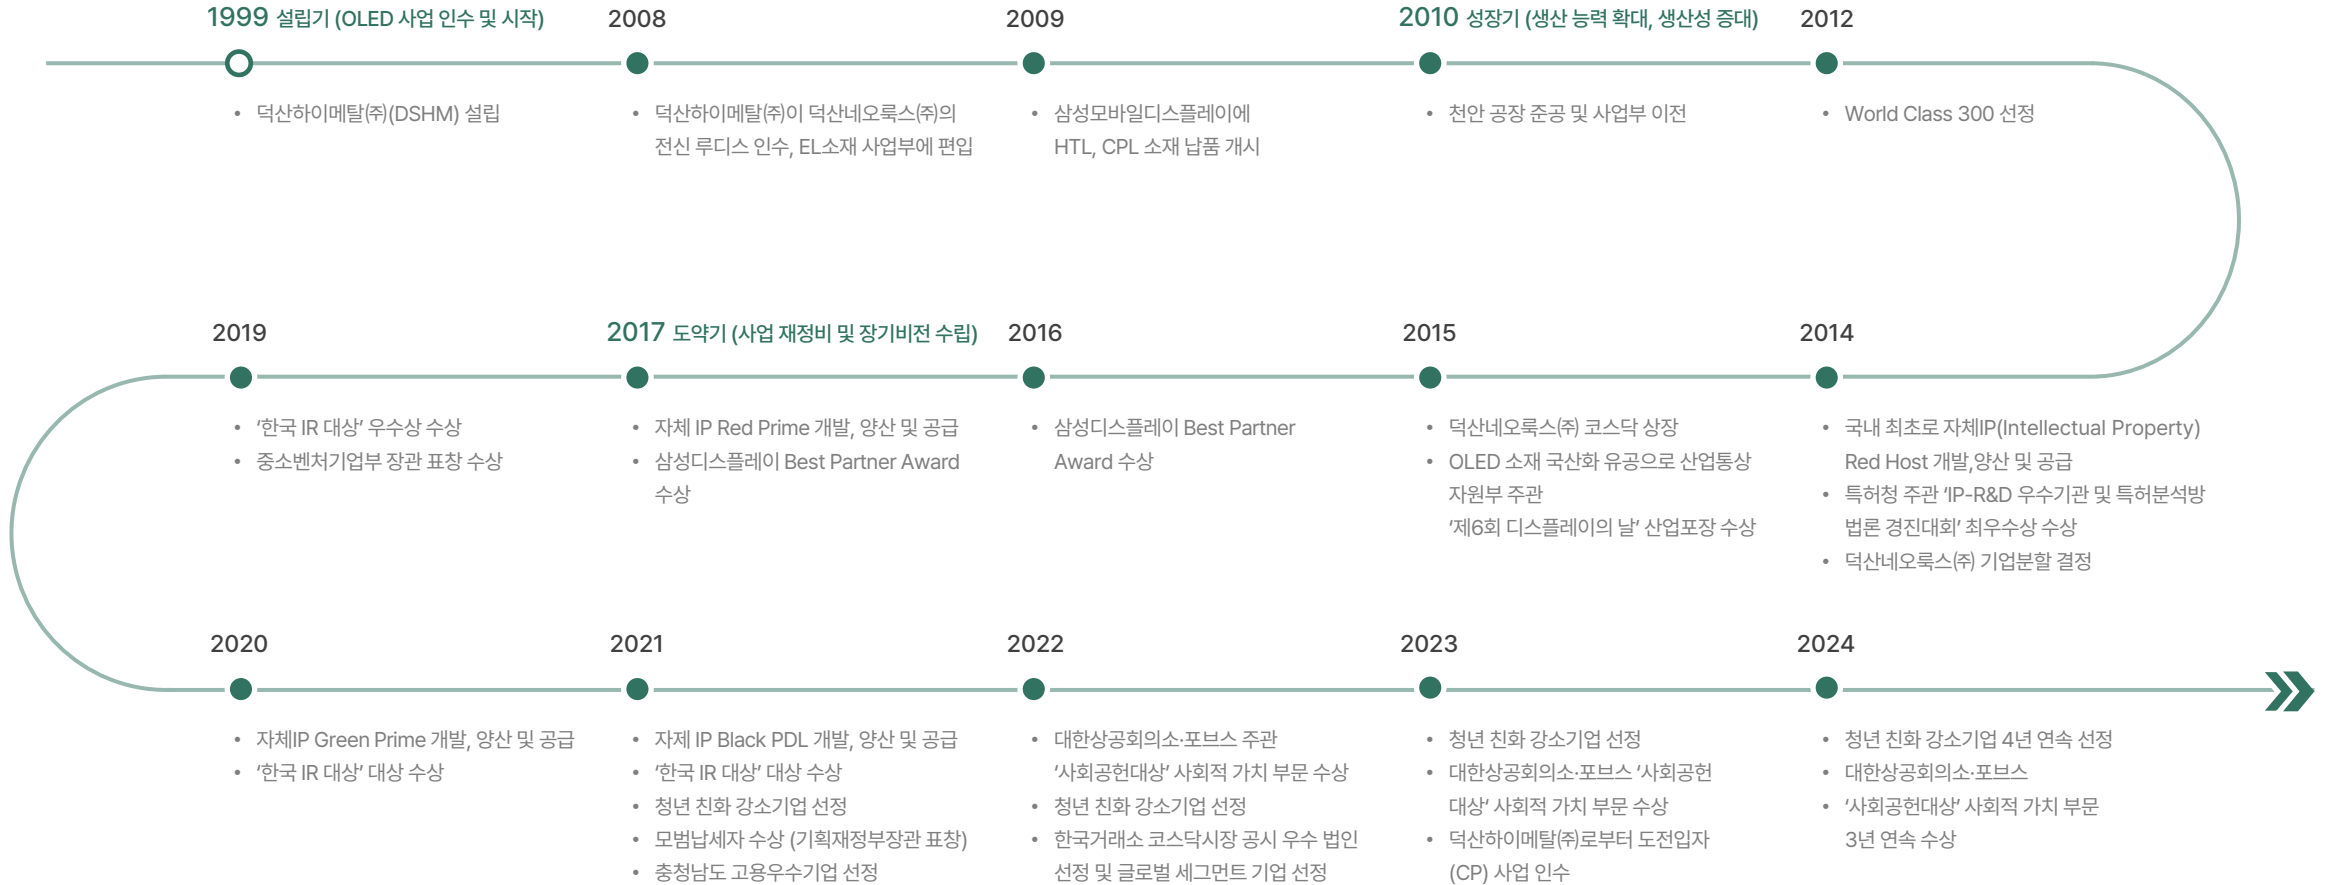 1999 설립기 (OLED 사업 인수 및 시작)
• 덕산하이메탈㈜(DSHM) 설립
2008
• 덕산하이메탈㈜이 덕산네오룩스㈜의
전신 루디스 인수, EL소재 사업부에 편입
2009
• 삼성모바일디스플레이에
HTL, CPL 소재 납품 개시
2010 성장기 (생산 능력 확대, 생산성 증대)
• 천안 공장 준공 및 사업부 이전
2012
• World Class 300 선정
2014
• 국내 최초로 자체IP(Intellectual Property)
Red Host 개발,양산 및 공급
• 특허청 주관 ‘IP-R&D 우수기관 및 특허분석방
법론 경진대회’ 최우수상 수상
• 덕산네오룩스㈜ 기업분할 결정
2015
• 덕산네오룩스㈜ 코스닥 상장
• OLED 소재 국산화 유공으로 산업통상
자원부 주관
‘제6회 디스플레이의 날’ 산업포장 수상
2016
• 삼성디스플레이 Best Partner
Award 수상
2017 도약기 (사업 재정비 및 장기비전 수립)
• 자체 IP Red Prime 개발, 양산 및 공급
• 삼성디스플레이 Best Partner Award
수상
2019
• ‘한국 IR 대상’ 우수상 수상
• 중소벤처기업부 장관 표창 수상
2020
• 자체IP Green Prime 개발, 양산 및 공급
• ‘한국 IR 대상’ 대상 수상
2021
• 자제 IP Black PDL 개발, 양산 및 공급
• ‘한국 IR 대상’ 대상 수상
• 청년 친화 강소기업 선정
• 모범납세자 수상 (기획재정부장관 표창)
• 충청남도 고용우수기업 선정
2022
• 대한상공회의소·포브스 주관
‘사회공헌대상’ 사회적 가치 부문 수상
• 청년 친화 강소기업 선정
• 한국거래소 코스닥시장 공시 우수 법인
선정 및 글로벌 세그먼트 기업 선정
2023
• 청년 친화 강소기업 선정
• 대한상공회의소·포브스 ‘사회공헌
대상‘ 사회적 가치 부문 수상
• 덕산하이메탈㈜로부터 도전입자
(CP) 사업 인수
2024
• 청년 친화 강소기업 4년 연속 선정
• 대한상공회의소·포브스
• ‘사회공헌대상’ 사회적 가치 부문
3년 연속 수상